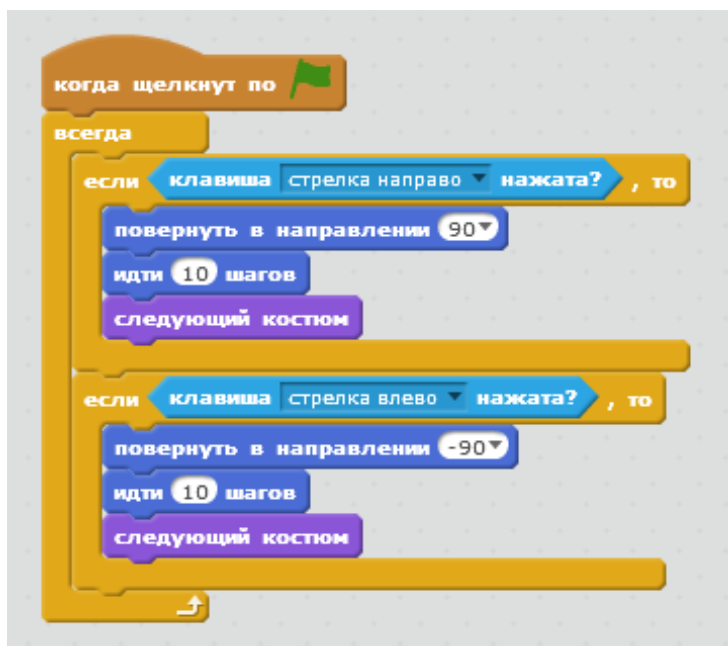 когда щелкнут по
всегда
если клавиша стрелка направо нажата? , то
повернуть в направлении 90
идти 10 шагов
следующий костюм
если клавиша стрелка влево нажата? , то
повернуть в направлении -90
идти 10 шагов
следующий костюм